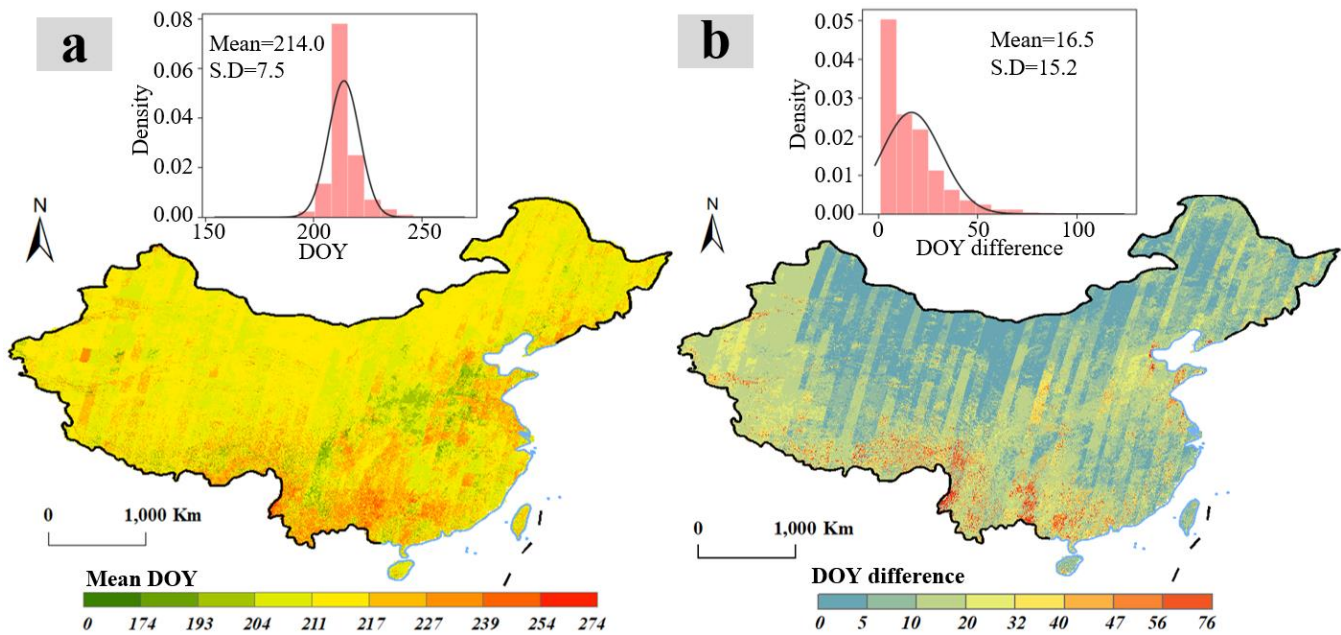 a
Mean=214.0
S.D=7.5
Density
0.08
0.06
0.04
0.02
0.00
150
200
250
DOY
N
0
1,000 Km
Mean DOY
0 174 193 204 211 217 227 239 254 274
b
Mean=16.5
S.D=15.2
Density
0.05
0.04
0.03
0.02
0.01
0.00
0
50
100
DOY difference
N
0
1,000 Km
DOY difference
0 5 10 20 32 40 47 56 76